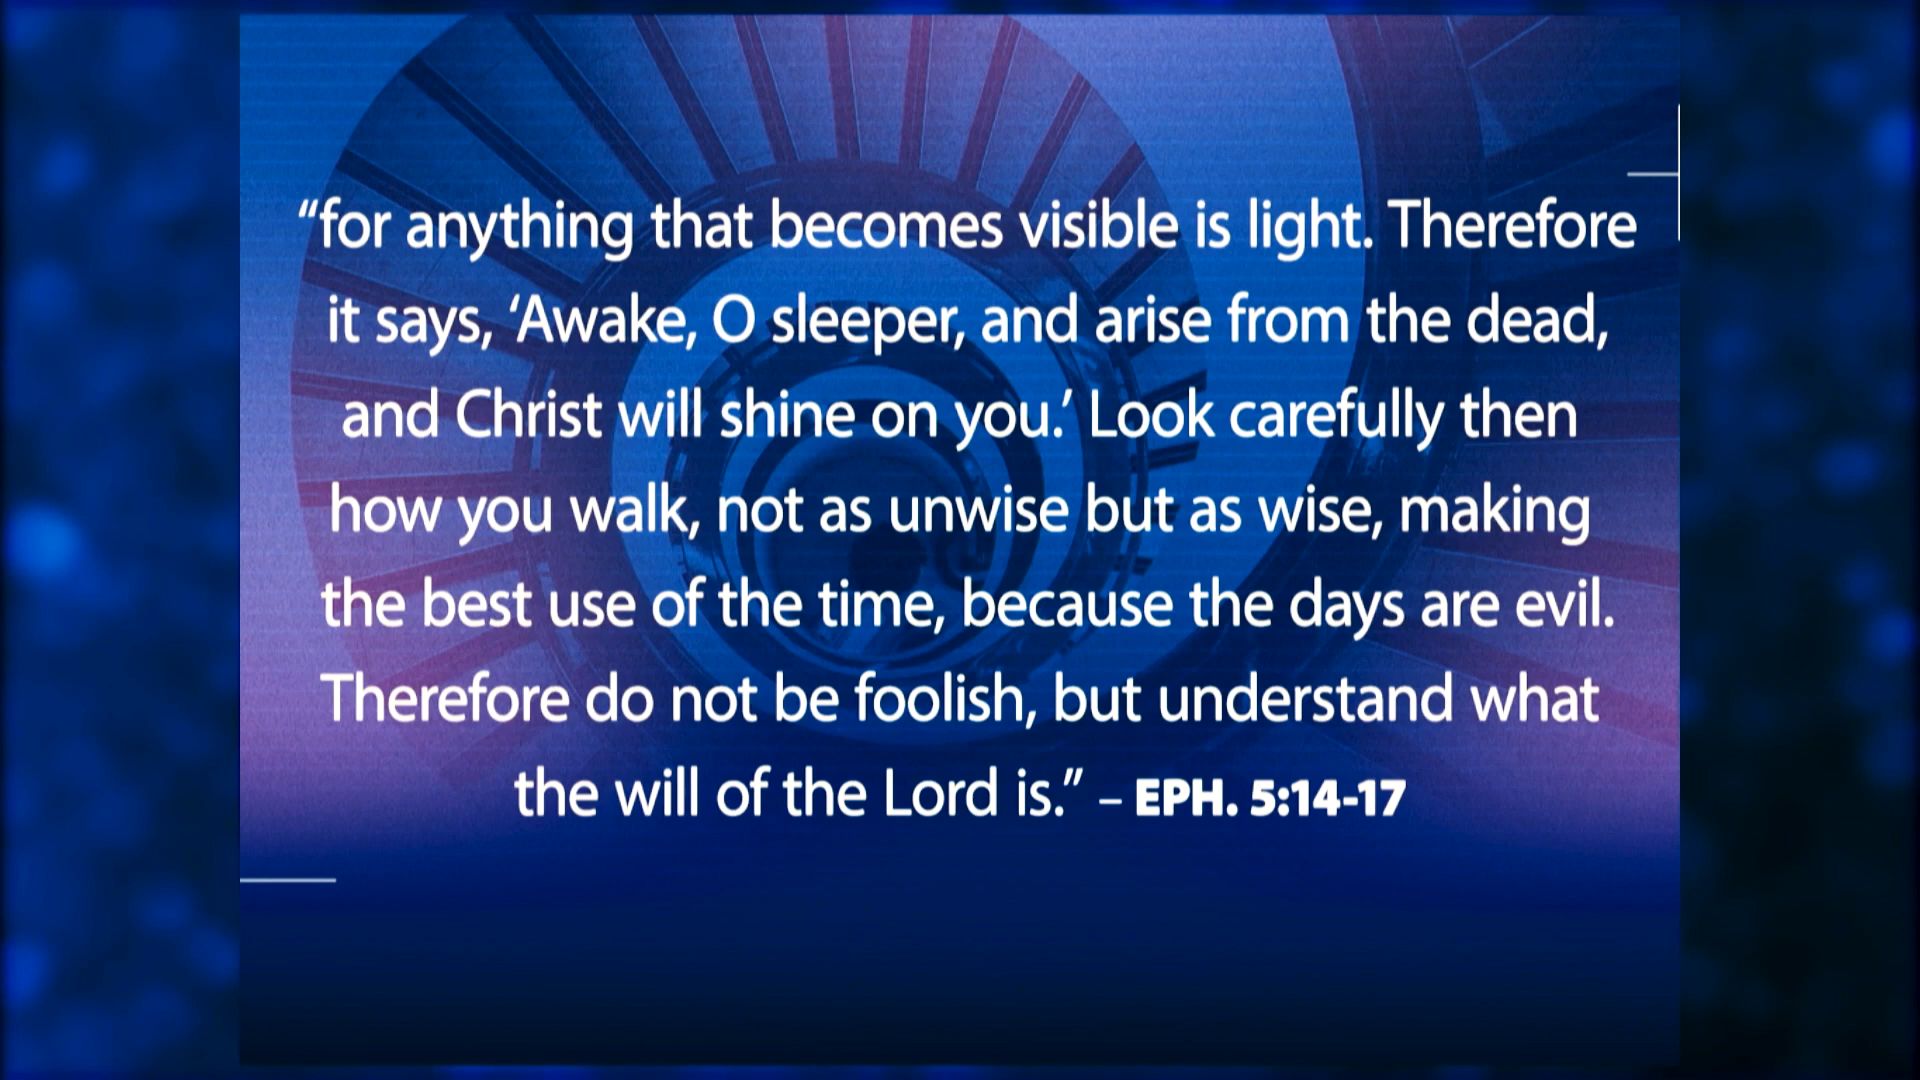 “for anything that becomes visible is light. Therefore
it says, ‘Awake, O sleeper, and arise from the dead,
and Christ will shine on you.’ Look carefully then
how you walk, not as unwise but as wise, making
the best use of the time, because the days are evil.
Therefore do not be foolish, but understand what
the will of the Lord is.” – EPH. 5:14-17